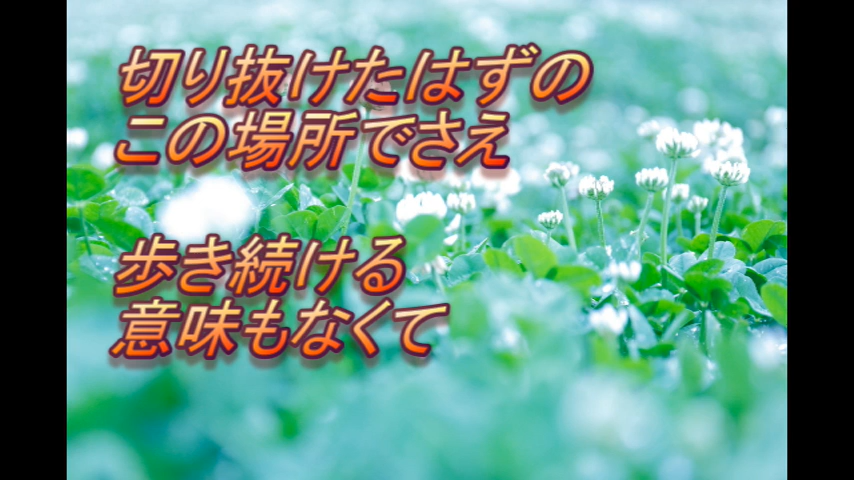 切り抜けたはずの
この場所でさえ
歩き続ける
意味もなくて